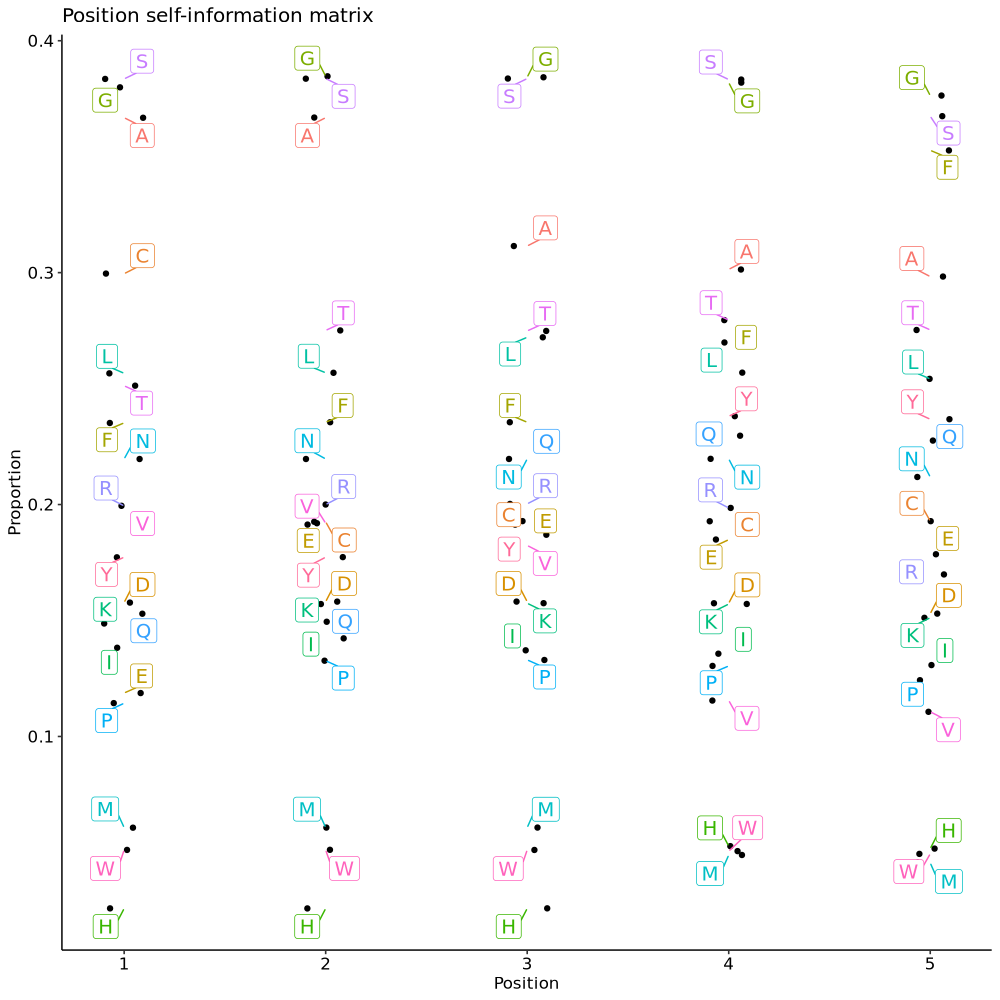 Position self-information matrix
0.4
0.3
0.2
0.1
Proportion
S
G
A
C
L
T
F
N
R
V
Y
D
K
Q
I
E
P
M
W
H
G
S
A
T
L
F
N
R
V
E
C
Y
D
K
Q
I
P
M
W
H
G
S
A
T
L
F
Q
N
R
C
E
Y
V
D
K
I
P
M
W
H
S
G
A
T
F
L
Y
Q
N
R
C
E
D
K
I
P
V
H
W
M
G
S
F
A
T
L
Y
Q
N
C
E
R
D
K
I
P
V
H
W
M
1 2 3 4 5
Position